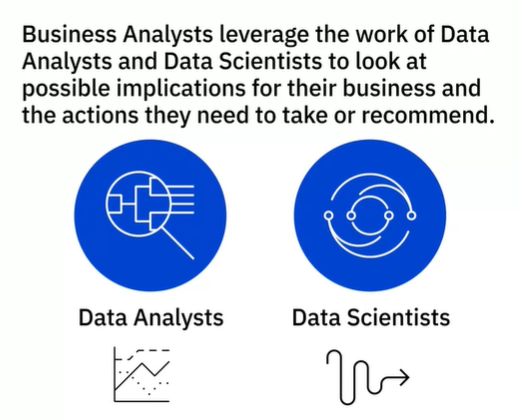 Business Analysts leverage the work of Data
Analysts and Data Scientists to look at
possible implications for their business and
the actions they need to take or recommend.
Data Analysts
Data Scientists